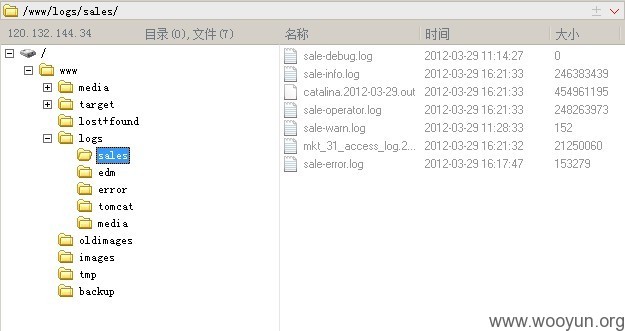 /www/logs/sales/
120.132.144.34 目录(0),文件(7) 名称 时间 大小
/
www
media
target
lost+found
logs
sales
edm
error
tomcat
media
oldimages
images
tmp
backup
sale-debug.log 2012-03-29 11:14:27 0
sale-info.log 2012-03-29 16:21:33 246383439
catalina.2012-03-29.out 2012-03-29 16:21:33 454961195
sale-operator.log 2012-03-29 16:21:33 248263973
sale-warn.log 2012-03-29 11:28:33 152
mkt_31_access_log.2... 2012-03-29 16:21:32 21250060
sale-error.log 2012-03-29 16:17:47 153279
www.wooyun.org